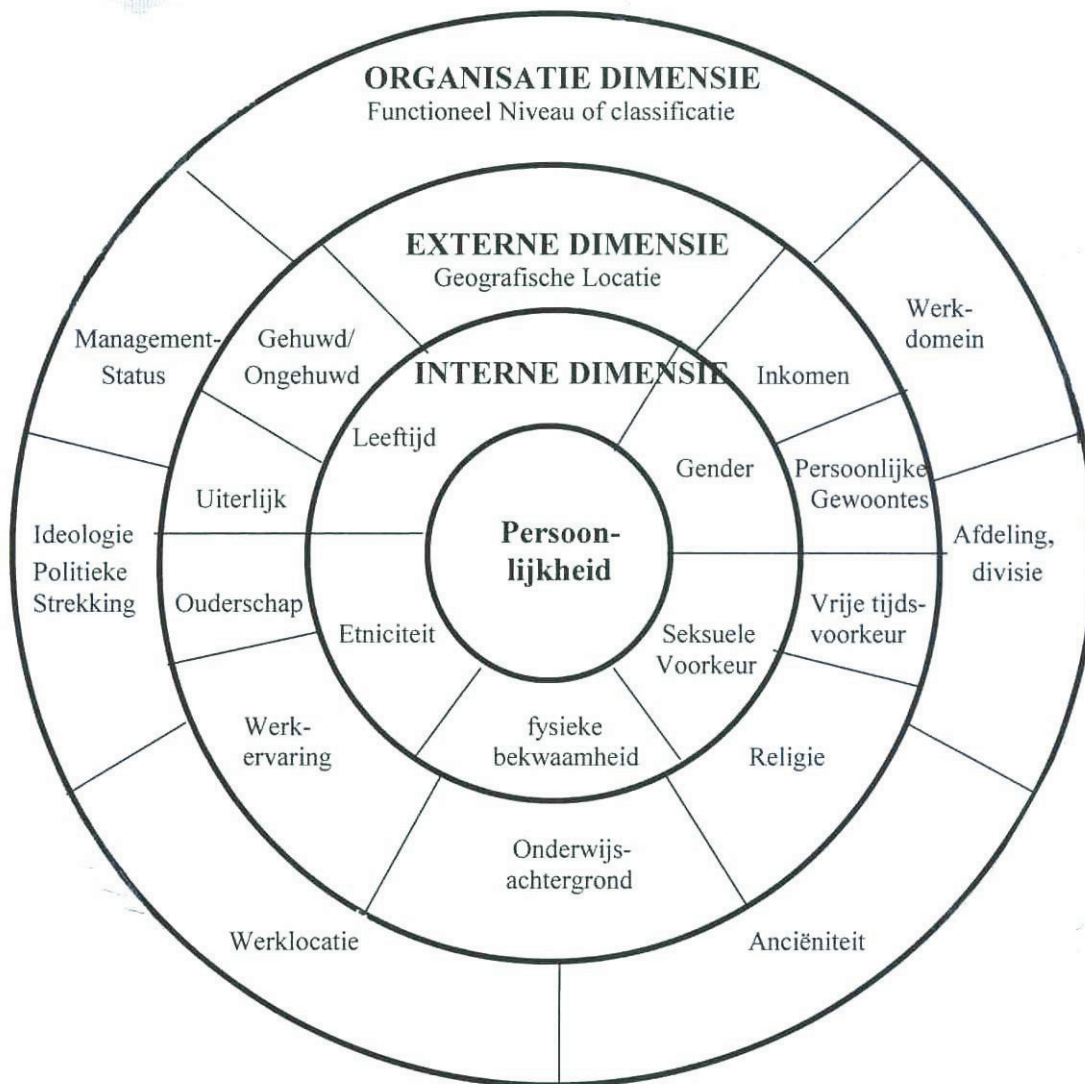 ORGANISATIE DIMENSIE
Functioneel Niveau of classificatie
EXTERNE DIMENSIE
Geografische Locatie
Werk-
domein
Management-
Status
Gehuwd/
Ongehuwd
INTERNE DIMENSIE
Inkomen
Leeftijd
Gender
Persoonlijke
Gewoontes
Uiterlijk
Persoon-
lijkheid
Ideologie
Politieke
Strekking
Afdeling,
divisie
Ouderschap
Etniciteit
Seksuele
Voorkeur
Vrije tijds-
voorkeur
Werk-
ervaring
fysieke
bekwaamheid
Religie
Onderwijs-
achtergrond
Werklocatie
Anciëniteit